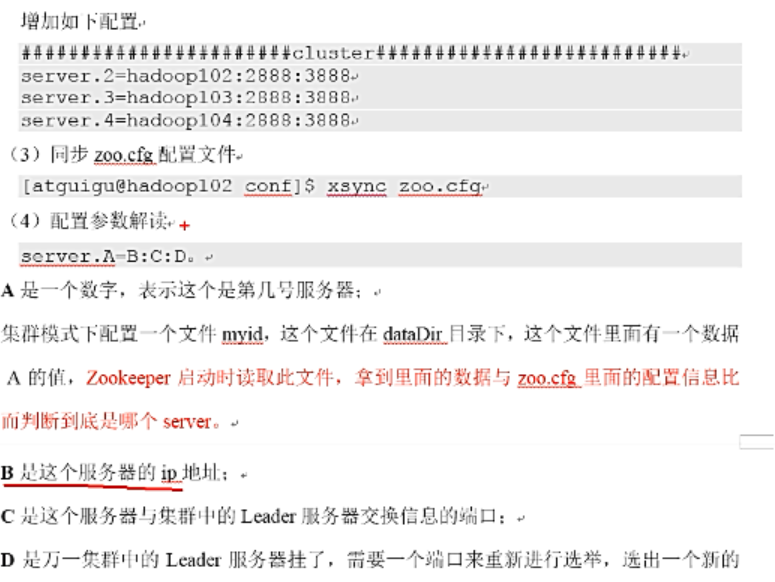 增加如下配置
#######################cluster##########################
server.2=hadoop102:2888:3888
server.3=hadoop103:2888:3888
server.4=hadoop104:2888:3888
（3）同步 zoo.cfg 配置文件
[atguigu@hadoop102 conf]$ xsync zoo.cfg
（4）配置参数解读
server.A=B:C:D。
A 是一个数字，表示这个是第几号服务器；
集群模式下配置一个文件 myid，这个文件在 dataDir 目录下，这个文件里面有一个数据
A 的值，Zookeeper 启动时读取此文件，拿到里面的数据与 zoo.cfg 里面的配置信息比
而判断到底是哪个 server。
B 是这个服务器的 ip 地址；
C 是这个服务器与集群中的 Leader 服务器交换信息的端口；
D 是万一集群中的 Leader 服务器挂了，需要一个端口来重新进行选举，选出一个新的